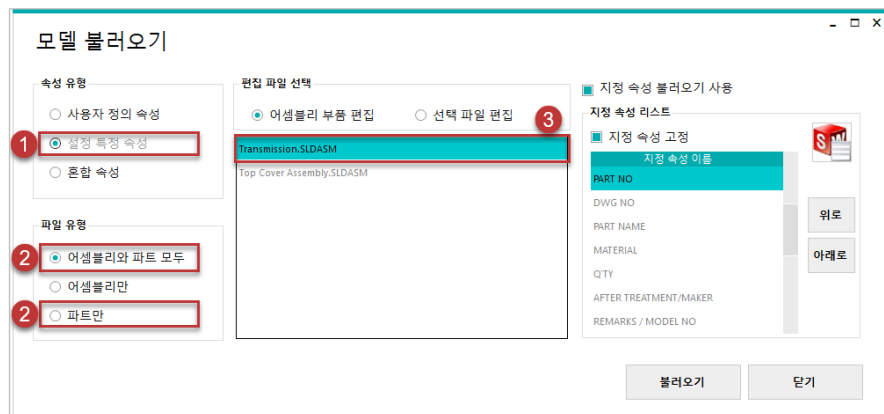 모델 불러오기
속성 유형
사용자 정의 속성
1
설정 특정 속성
혼합 속성
파일 유형
2
어셈블리와 파트 모두
어셈블리만
2
파트만
편집 파일 선택
어셈블리 부품 편집
선택 파일 편집
3
Transmission.SLDASM
Top Cover Assembly.SLDASM
지정 속성 불러오기 사용
지정 속성 리스트
지정 속성 고정
지정 속성 이름
PART NO
DWG NO
PART NAME
MATERIAL
Q'TY
AFTER TREATMENT/MAKER
REMARKS / MODEL NO
SW
위로
아래로
불러오기
닫기